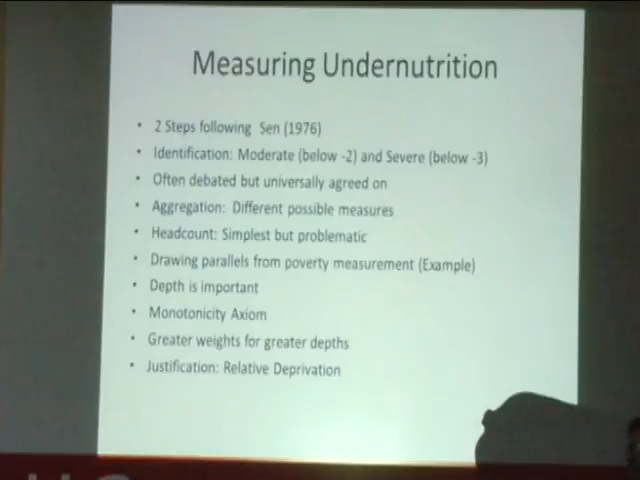 Measuring Undernutrition
• 2 Steps following Sen (1976)
• Identification: Moderate (below -2) and Severe (below -3)
• Often debated but universally agreed on
• Aggregation: Different possible measures
• Headcount: Simplest but problematic
• Drawing parallels from poverty measurement (Example)
• Depth is important
• Monotonicity Axiom
• Greater weights for greater depths
• Justification: Relative Deprivation